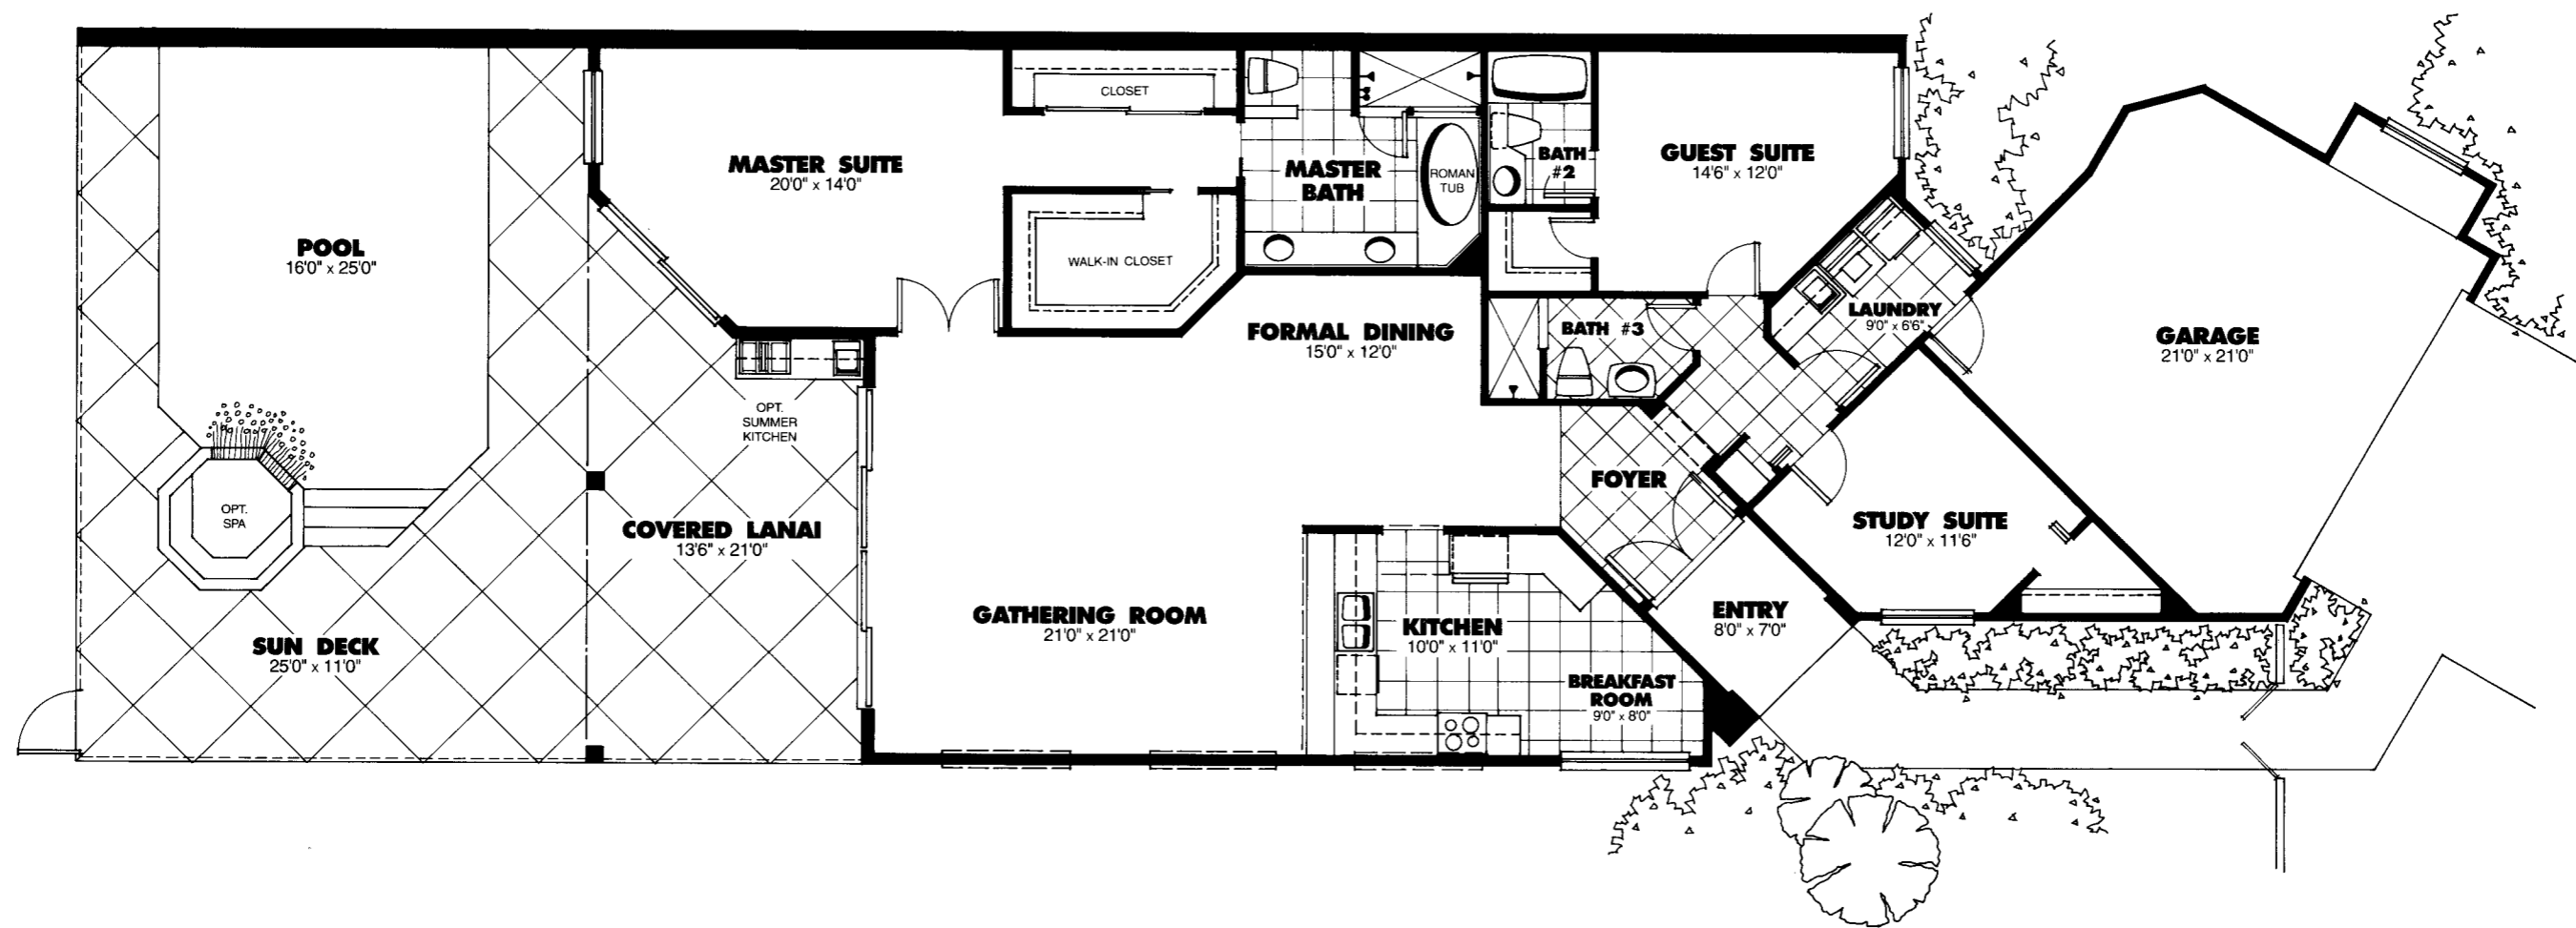 CLOSET
MASTER SUITE
20'0" x 14'0"
MASTER
BATH
ROMAN
TUB
BATH
#2
GUEST SUITE
14'6" x 12'0"
POOL
16'0" x 25'0"
WALK-IN CLOSET
FORMAL DINING
15'0" x 12'0"
BATH #3
LAUNDRY
9'0" x 6'6"
GARAGE
21'0" x 21'0"
OPT.
SUMMER
KITCHEN
FOYER
OPT.
SPA
COVERED LANAI
13'6" x 21'0"
STUDY SUITE
12'0" x 11'6"
GATHERING ROOM
21'0" x 21'0"
KITCHEN
10'0" x 11'0"
ENTRY
8'0" x 7'0"
SUN DECK
25'0" x 11'0"
BREAKFAST
ROOM
9'0" x 8'0"